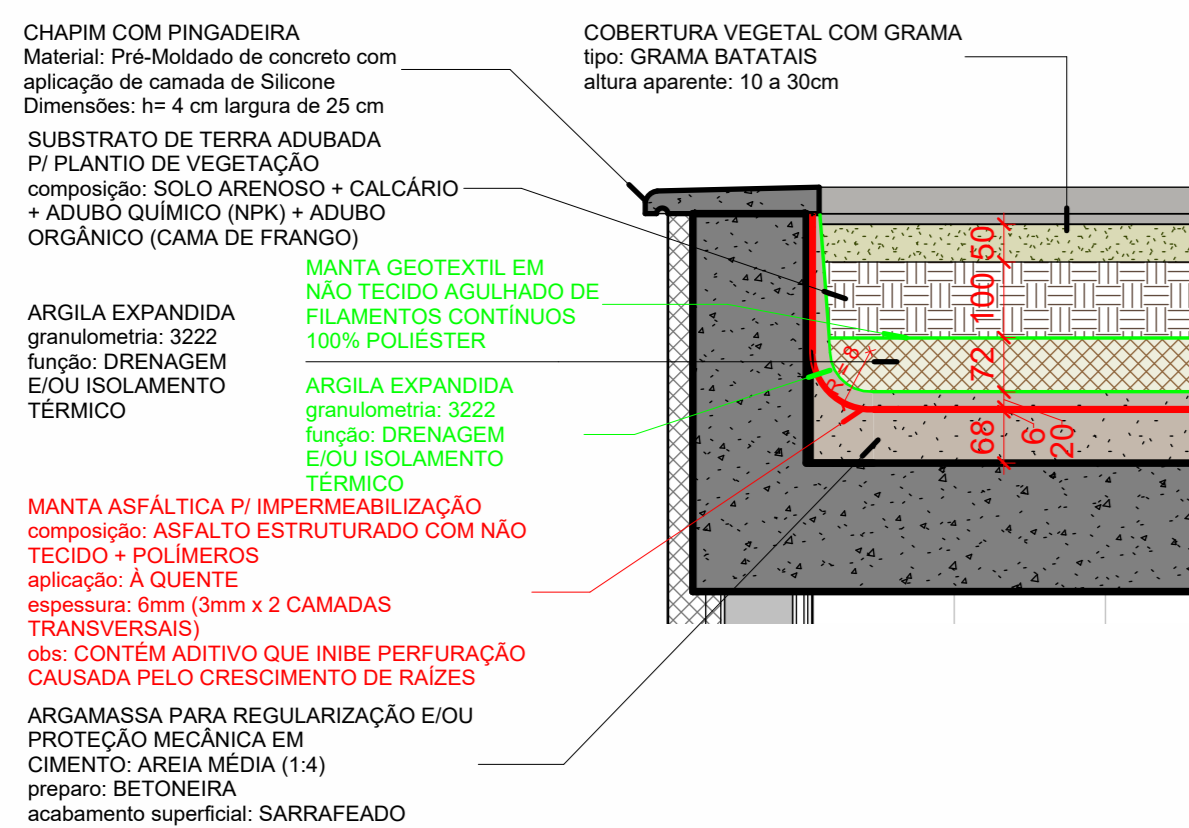 CHAPIM COM PINGADEIRA
Material: Pré-Moldado de concreto com
aplicação de camada de Silicone
Dimensões: h= 4 cm largura de 25 cm
COBERTURA VEGETAL COM GRAMA
tipo: GRAMA BATATAIS
altura aparente: 10 a 30cm
SUBSTRATO DE TERRA ADUBADA
P/ PLANTIO DE VEGETAÇÃO
composição: SOLO ARENOSO + CALCÁRIO
+ ADUBO QUÍMICO (NPK) + ADUBO
ORGÂNICO (CAMA DE FRANGO)
MANTA GEOTEXTIL EM
NÃO TECIDO AGULHADO DE
FILAMENTOS CONTÍNUOS
100% POLIÉSTER
ARGILA EXPANDIDA
granulometria: 3222
função: DRENAGEM
E/OU ISOLAMENTO
TÉRMICO
ARGILA EXPANDIDA
granulometria: 3222
função: DRENAGEM
E/OU ISOLAMENTO
TÉRMICO
MANTA ASFÁLTICA P/ IMPERMEABILIZAÇÃO
composição: ASFALTO ESTRUTURADO COM NÃO
TECIDO + POLÍMEROS
aplicação: À QUENTE
espessura: 6mm (3mm x 2 CAMADAS
TRANSVERSAIS)
obs: CONTÉM ADITIVO QUE INIBE PERFURAÇÃO
CAUSADA PELO CRESCIMENTO DE RAÍZES
ARGAMASSA PARA REGULARIZAÇÃO E/OU
PROTEÇÃO MECÂNICA EM
CIMENTO: AREIA MÉDIA (1:4)
preparo: BETONEIRA
acabamento superficial: SARRAFEADO
50
100
72
R = 8
68
6
20